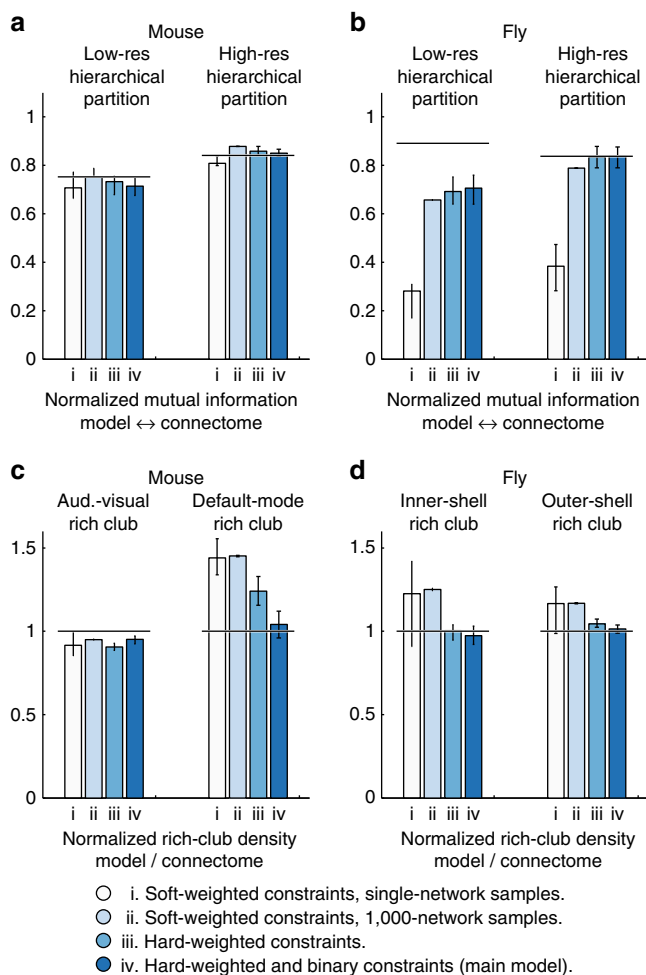 a
Mouse
Low-res hierarchical partition
High-res hierarchical partition
1
0.8
0.6
0.4
0.2
0
i ii iii iv
i ii iii iv
Normalized mutual information
model ↔ connectome
b
Fly
Low-res hierarchical partition
High-res hierarchical partition
1
0.8
0.6
0.4
0.2
0
i ii iii iv
i ii iii iv
Normalized mutual information
model ↔ connectome
c
Mouse
Aud.-visual rich club
Default-mode rich club
1.5
1
0.5
0
i ii iii iv
i ii iii iv
Normalized rich-club density
model / connectome
d
Fly
Inner-shell rich club
Outer-shell rich club
1.5
1
0.5
0
i ii iii iv
i ii iii iv
Normalized rich-club density
model / connectome
i. Soft-weighted constraints, single-network samples.
ii. Soft-weighted constraints, 1,000-network samples.
iii. Hard-weighted constraints.
iv. Hard-weighted and binary constraints (main model).